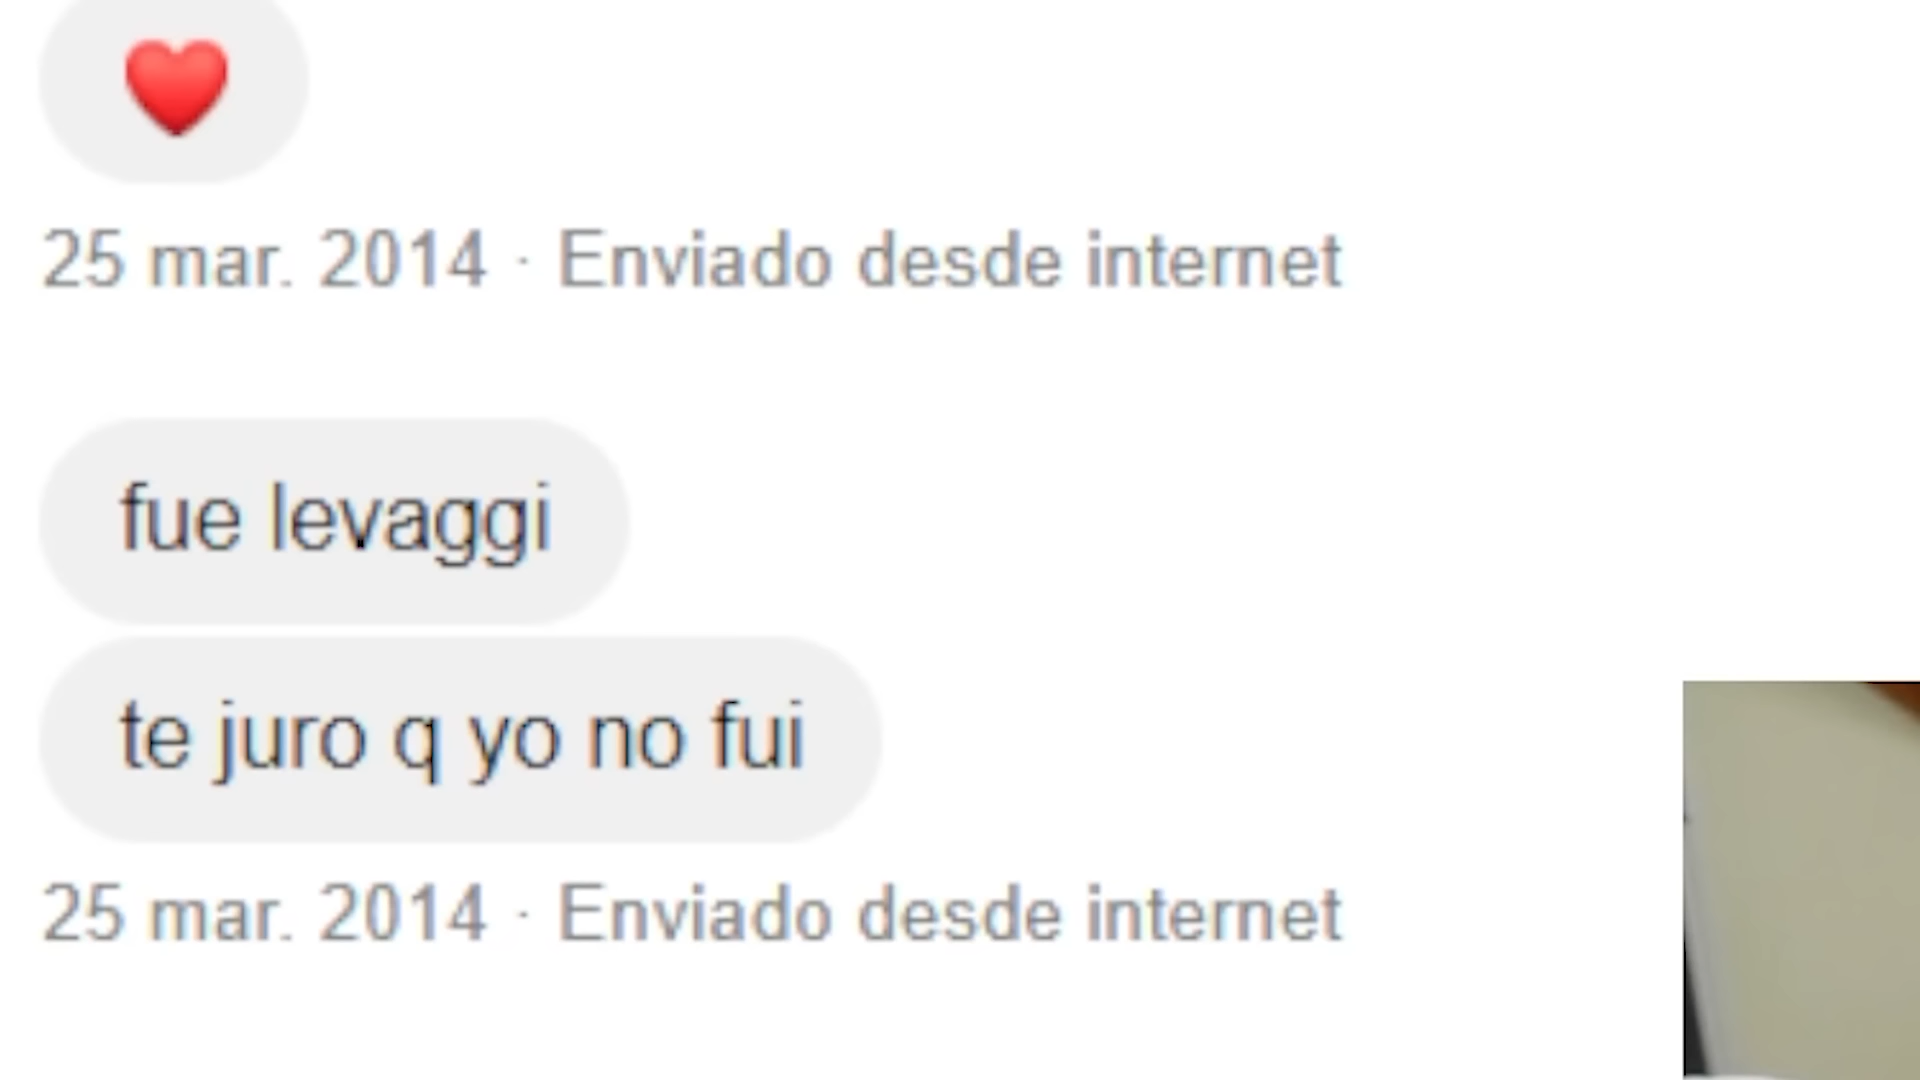 ❤️
25 mar. 2014 · Enviado desde internet
fue levaggi
te juro q yo no fui
25 mar. 2014 · Enviado desde internet